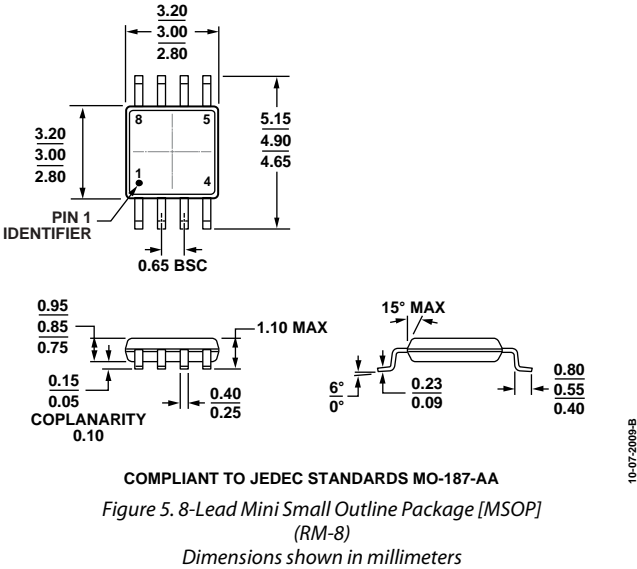 3.20
3.00
2.80
8
5
5.15
4.90
4.65
3.20
3.00
2.80
1
4
PIN 1
IDENTIFIER
0.65 BSC
0.95
0.85
0.75
1.10 MAX
15° MAX
0.15
0.05
COPLANARITY
0.10
0.40
0.25
6°
0°
0.23
0.09
0.80
0.55
0.40
10-07-2009-B
COMPLIANT TO JEDEC STANDARDS MO-187-AA
Figure 5. 8-Lead Mini Small Outline Package [MSOP]
(RM-8)
Dimensions shown in millimeters